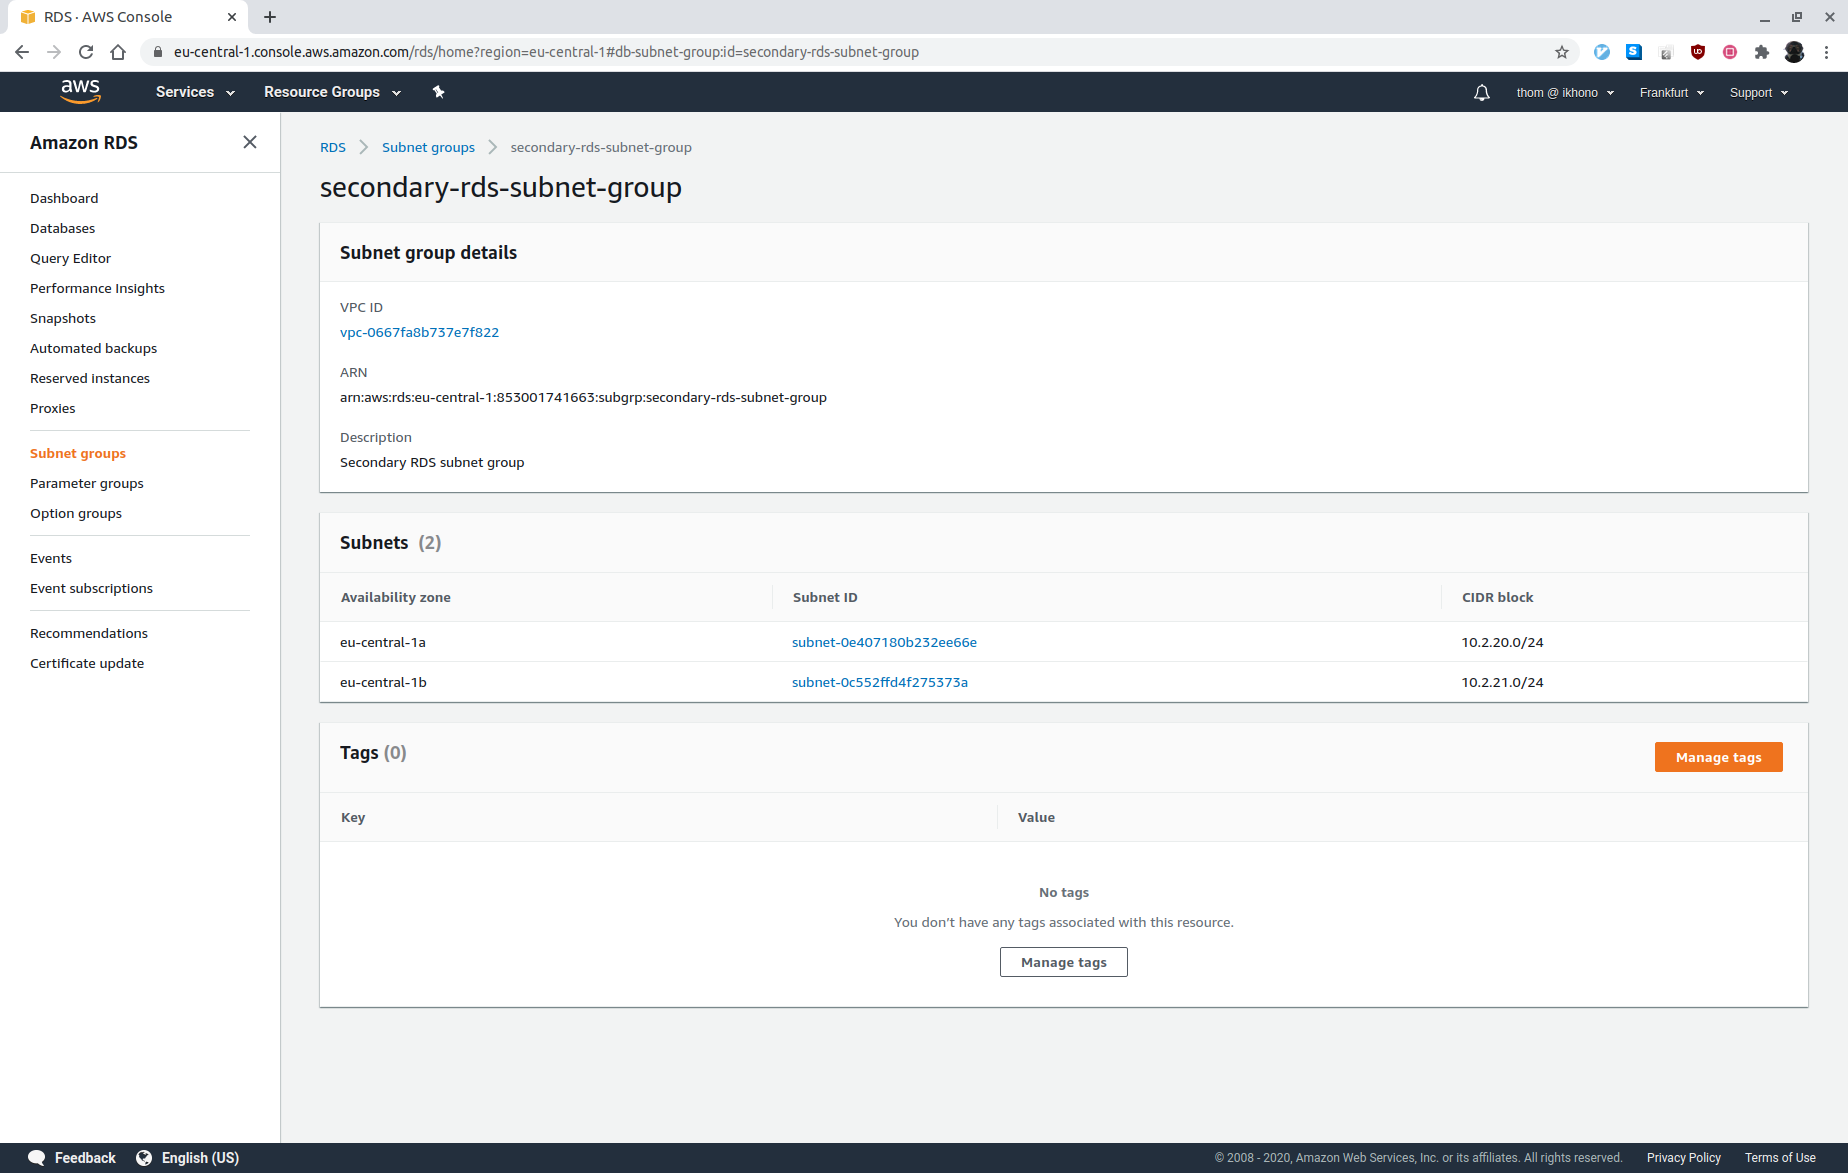 RDS · AWS Console
eu-central-1.console.aws.amazon.com/rds/home?region=eu-central-1#db-subnet-group:id=secondary-rds-subnet-group
aws Services Resource Groups thom @ ikhono Frankfurt Support
Amazon RDS
Dashboard
Databases
Query Editor
Performance Insights
Snapshots
Automated backups
Reserved instances
Proxies
Subnet groups
Parameter groups
Option groups
Events
Event subscriptions
Recommendations
Certificate update
RDS Subnet groups secondary-rds-subnet-group
secondary-rds-subnet-group
Subnet group details
VPC ID
vpc-0667fa8b737e7f822
ARN
arn:aws:rds:eu-central-1:853001741663:subgrp:secondary-rds-subnet-group
Description
Secondary RDS subnet group
Subnets (2)
Availability zone Subnet ID CIDR block
eu-central-1a subnet-0e407180b232ee66e 10.2.20.0/24
eu-central-1b subnet-0c552ffd4f275373a 10.2.21.0/24
Tags (0) Manage tags
Key Value
No tags
You don't have any tags associated with this resource.
Manage tags
Feedback English (US) © 2008 - 2020, Amazon Web Services, Inc. or its affiliates. All rights reserved. Privacy Policy Terms of Use